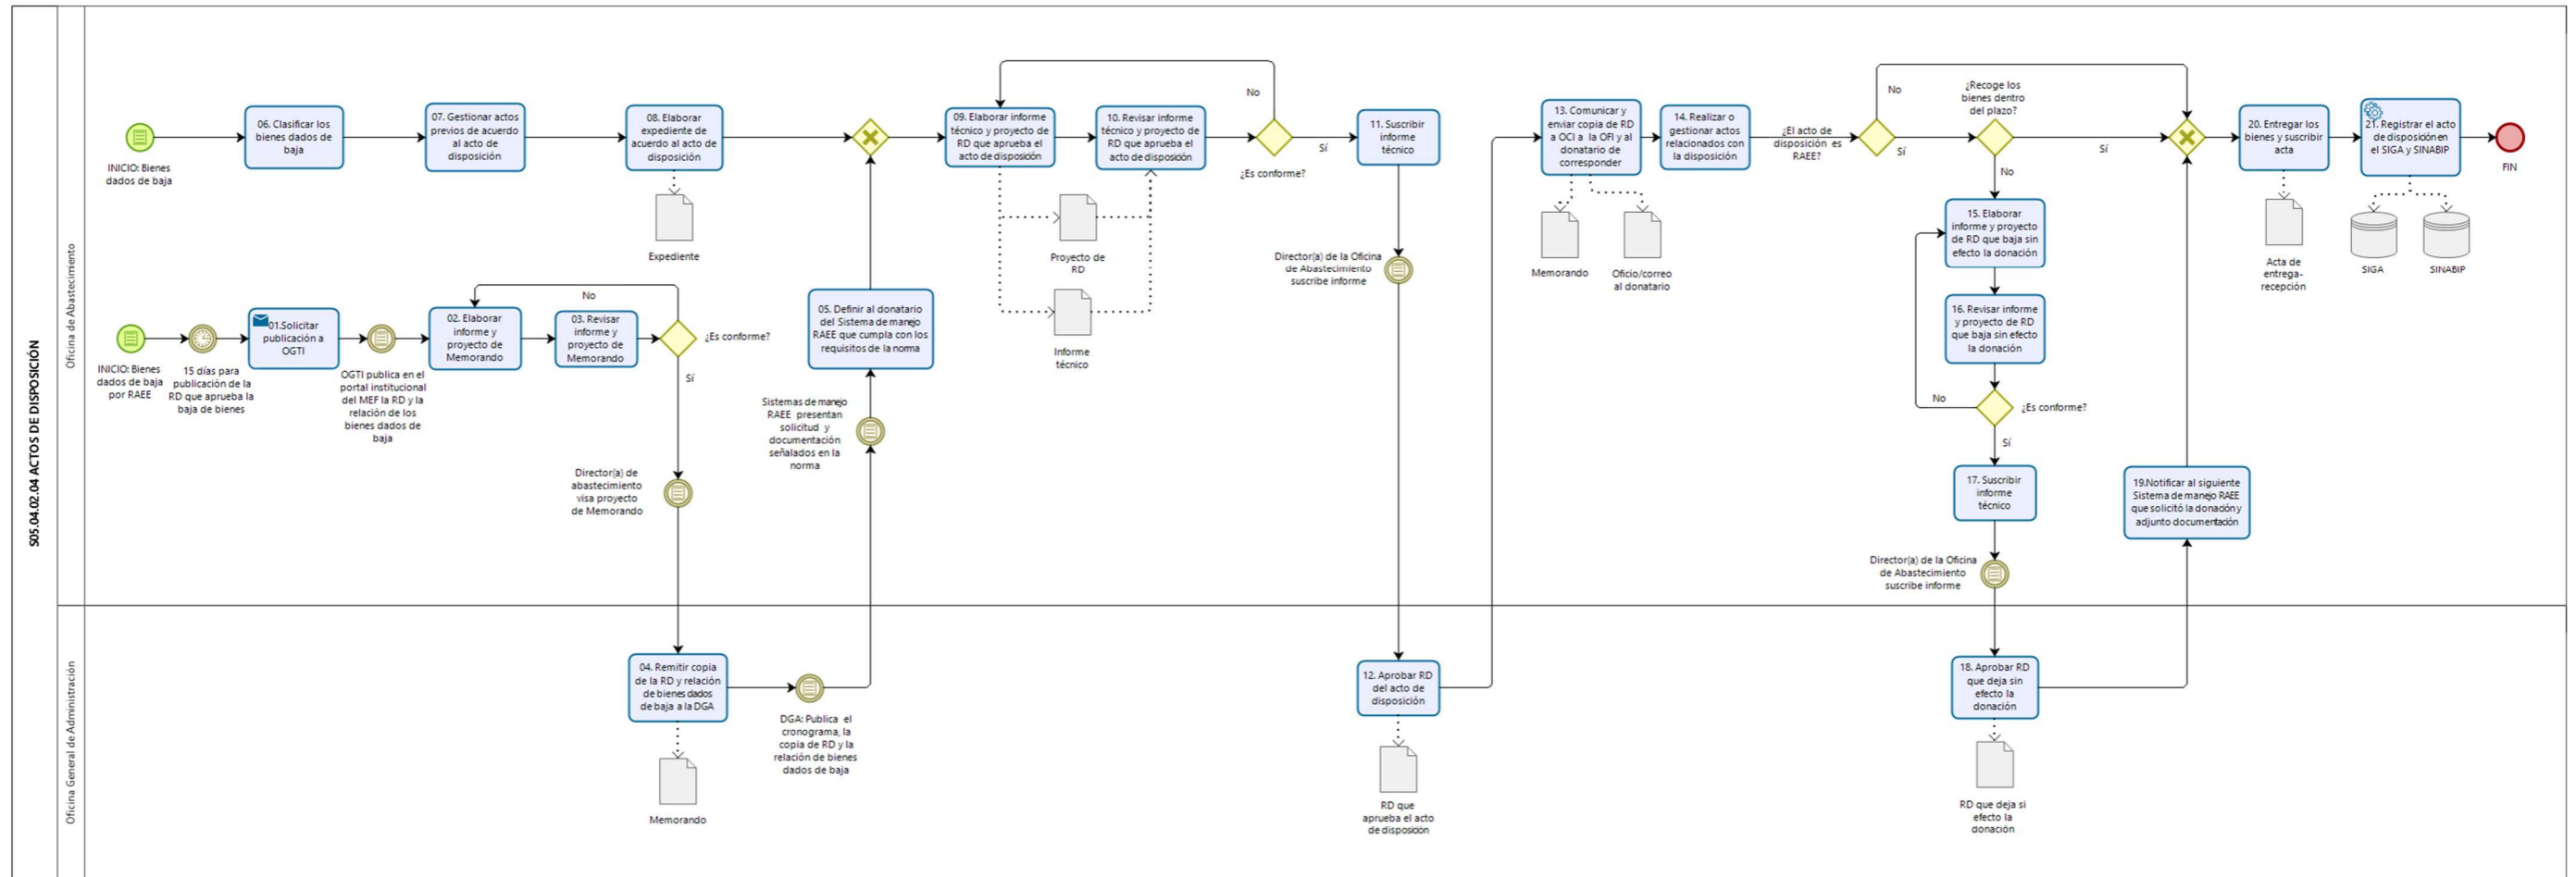 S05.04.02.04 ACTOS DE DISPOSICIÓN
Oficina de Abastecimiento
INICIO: Bienes
dados de baja
06. Clasificar los
bienes dados de
baja
07. Gestionar actos
previos de acuerdo
al acto de
disposición
08. Elaborar
expediente de
acuerdo al acto de
disposición
Expediente
09. Elaborar informe
técnico y proyecto de
RD que aprueba el
acto de disposición
10. Revisar informe
técnico y proyecto de
RD que aprueba el
acto de disposición
No
¿Es conforme?
Sí
Proyecto de
RD
Informe
técnico
11. Suscribir
informe
técnico
Director(a) de la Oficina
de Abastecimiento
suscribe informe
13. Comunicar y
enviar copia de RD
a OCI a la OFI y al
donatario de
corresponder
Memorando
Oficio/correo
al donatario
14. Realizar o
gestionar actos
relacionados con
la disposición
¿El acto de
disposición es
RAEE?
No
Sí
¿Recoge los
bienes dentro
del plazo?
Sí
No
15. Elaborar
informe y proyecto
de RD que baja sin
efecto la donación
16. Revisar informe
y proyecto de RD
que baja sin efecto
la donación
No
¿Es conforme?
Sí
17. Suscribir
informe
técnico
Director(a) de la Oficina
de Abastecimiento
suscribe informe
19.Notificar al siguiente
Sistema de manejo RAEE
que solicitó la donación y
adjunto documentación
20. Entregar los
bienes y suscribir
acta
Acta de
entrega-
recepción
21. Registrar el acto
de disposición en
el SIGA y SINABIP
SIGA
SINABIP
FIN
INICIO: Bienes
dados de baja
por RAEE
15 días para
publicación de la
RD que aprueba la
baja de bienes
01.Solicitar
publicación a
OGTI
OGTI publica en el
portal institucional
del MEF la RD y la
relación de los
bienes dados de
baja
02. Elaborar
informe y
proyecto de
Memorando
03. Revisar
informe y
proyecto de
Memorando
No
¿Es conforme?
Sí
Director(a) de
abastecimiento
visa proyecto
de Memorando
05. Definir al donatario
del Sistema de manejo
RAEE que cumpla con los
requisitos de la norma
Sistemas de manejo
RAEE presentan
solicitud y
documentación
señalados en la
norma
Oficina General de Administración
04. Remitir copia
de la RD y relación
de bienes dados
de baja a la DGA
Memorando
DGA: Publica el
cronograma, la
copia de RD y la
relación de bienes
dados de baja
12. Aprobar RD
del acto de
disposición
RD que
aprueba el acto
de disposición
18. Aprobar RD
que deja sin
efecto la
donación
RD que deja si
efecto la
donación